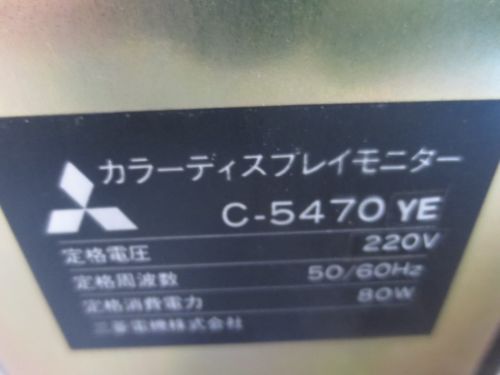 カラーディスプレイモニター
C-5470 YE
定格電圧 220V
定格周波数 50/60Hz
定格消費電力 80W
三菱電機株式会社